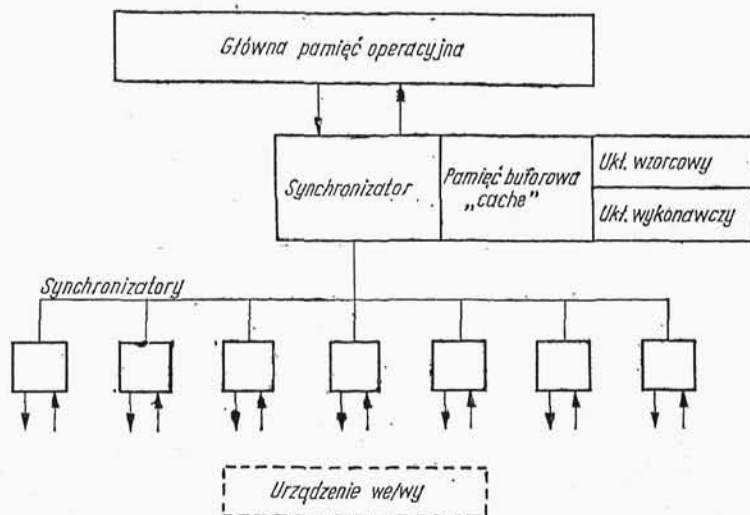 Główna pamięć operacyjna
Synchronizator
Pamięć buforowa
„cache”
Ukł. wzorcowy
Ukł. wykonawczy
Synchronizatory
Urządzenie we/wy